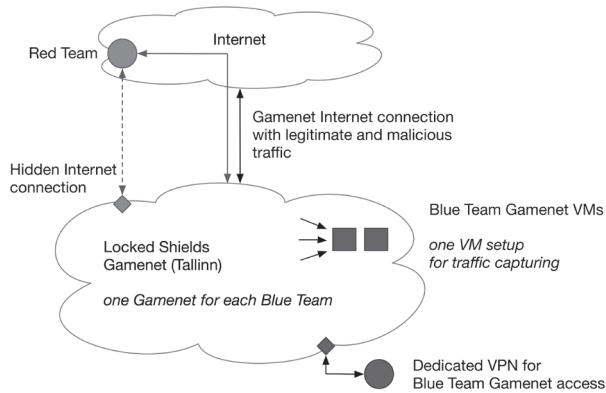 Internet
Red Team
Gamenet Internet connection
with legitimate and malicious
traffic
Hidden Internet
connection
Blue Team Gamenet VMs
one VM setup
for traffic capturing
Locked Shields
Gamenet (Tallinn)
one Gamenet for each Blue Team
Dedicated VPN for
Blue Team Gamenet access